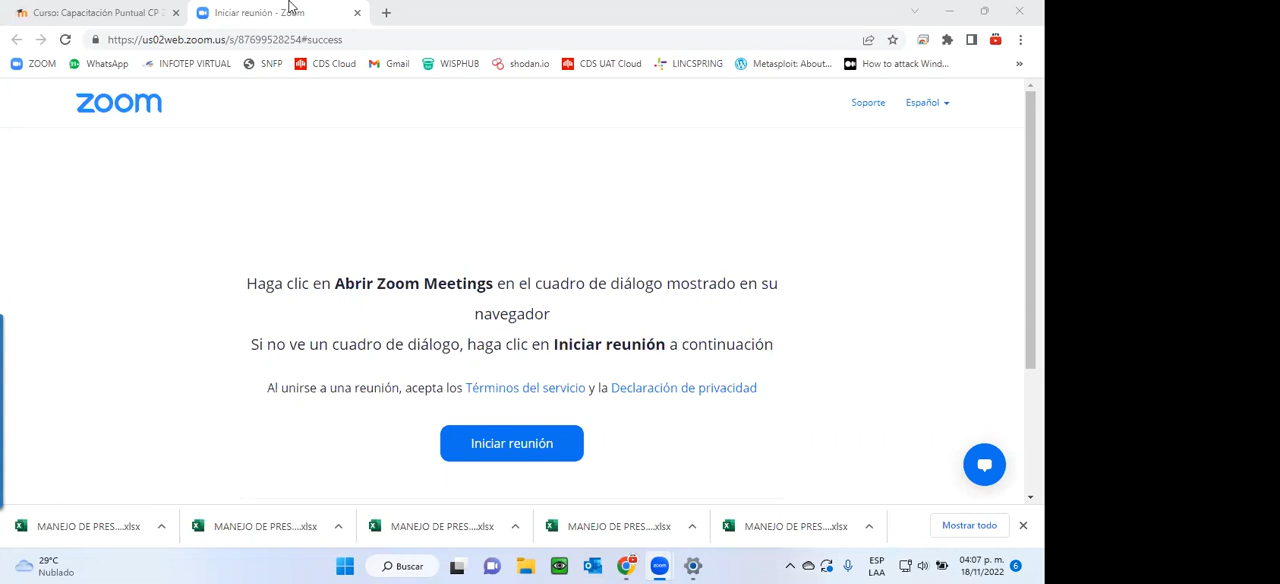 Curso: Capacitación Puntual CP
Iniciar reunión - Zoom
https://us02web.zoom.us/s/87699528254#success
ZOOM WhatsApp INFOTEP VIRTUAL SNFP CDS Cloud Gmail WISPHUB shodan.io CDS UAT Cloud LINCSPRING Metasploit: About... How to attack Wind... »
zoom
Soporte Español
Haga clic en Abrir Zoom Meetings en el cuadro de diálogo mostrado en su
navegador
Si no ve un cuadro de diálogo, haga clic en Iniciar reunión a continuación
Al unirse a una reunión, acepta los Términos del servicio y la Declaración de privacidad
Iniciar reunión
MANEJO DE PRES....xlsx MANEJO DE PRES....xlsx MANEJO DE PRES....xlsx MANEJO DE PRES....xlsx MANEJO DE PRES....xlsx Mostrar todo
29°C
Nublado
Buscar
zoom
ESP
LAA
04:07 p. m.
18/11/2022
6